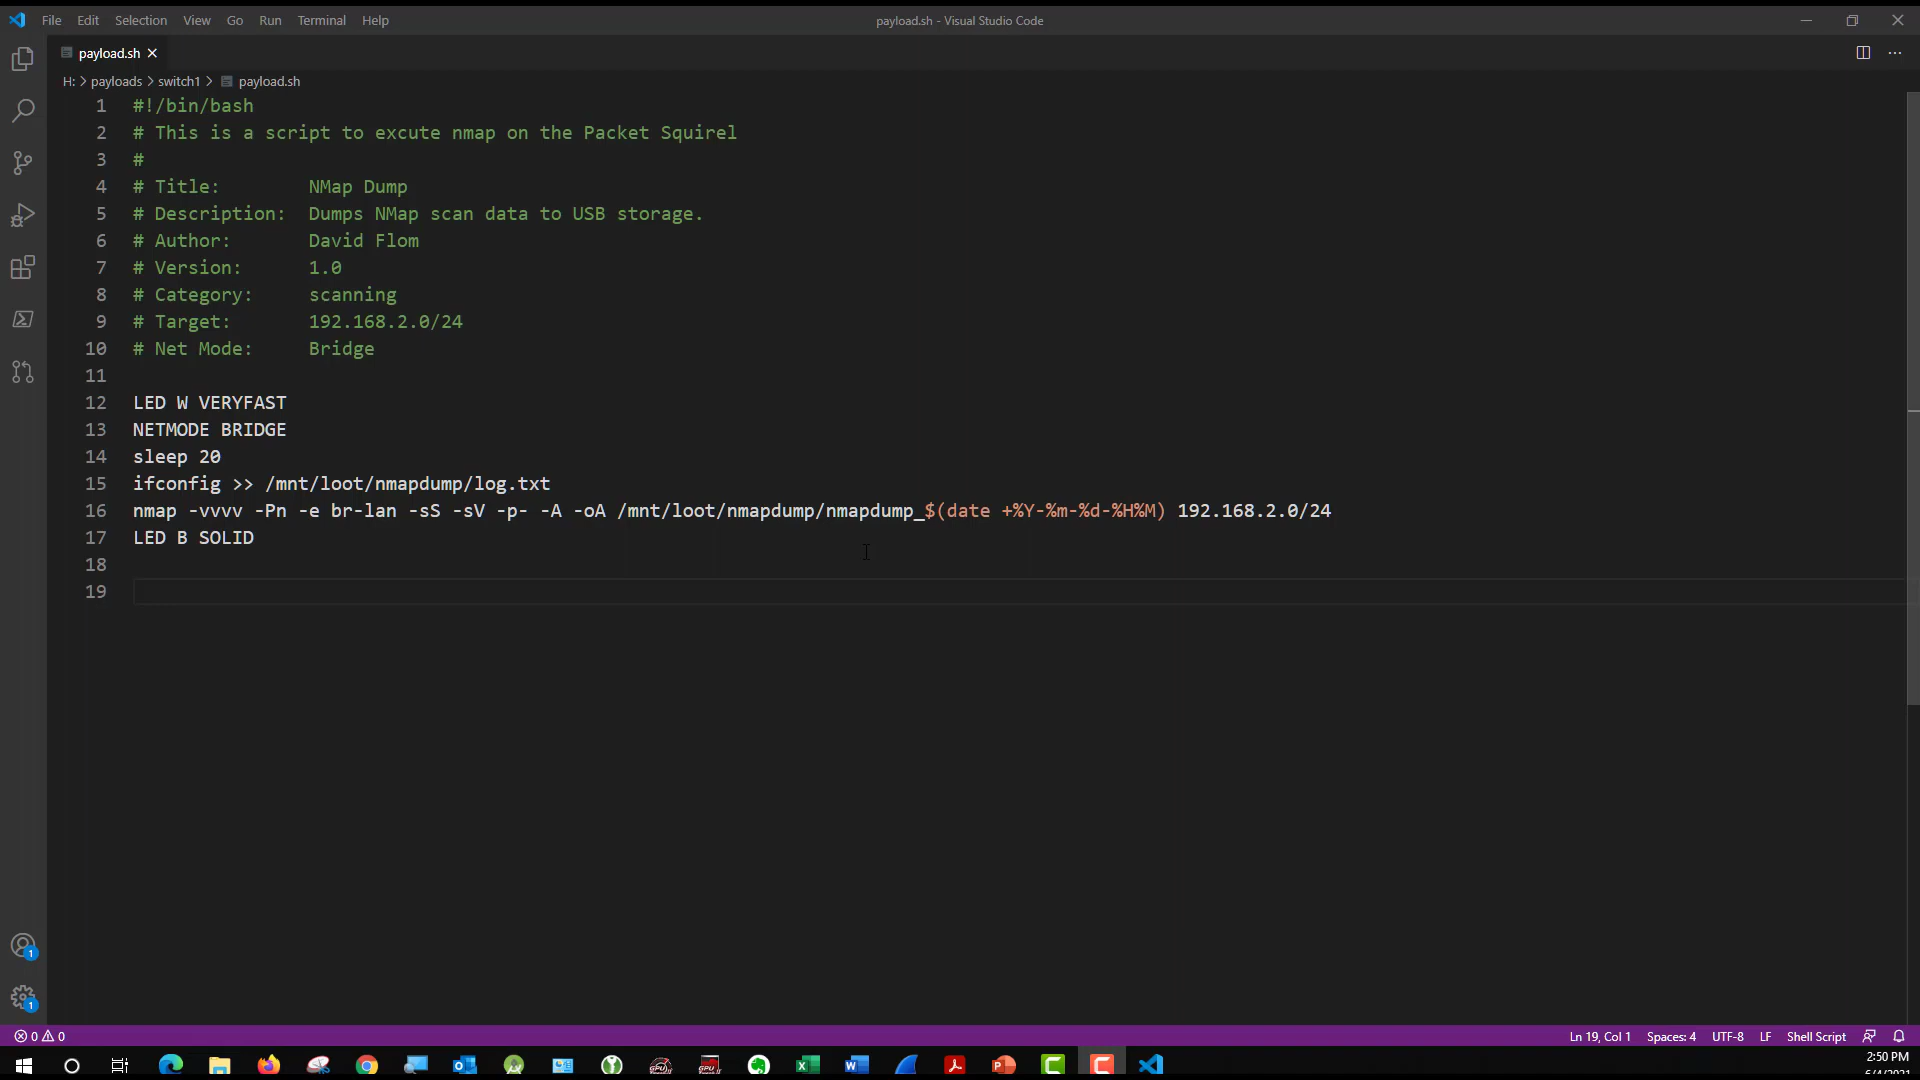 File Edit Selection View Go Run Terminal Help
payload.sh - Visual Studio Code
payload.sh
H: > payloads > switch1 > payload.sh
1 #!/bin/bash
2 # This is a script to excute nmap on the Packet Squirel
3 #
4 # Title: NMap Dump
5 # Description: Dumps NMap scan data to USB storage.
6 # Author: David Flom
7 # Version: 1.0
8 # Category: scanning
9 # Target: 192.168.2.0/24
10 # Net Mode: Bridge
11
12 LED W VERYFAST
13 NETMODE BRIDGE
14 sleep 20
15 ifconfig >> /mnt/loot/nmapdump/log.txt
16 nmap -vvvv -Pn -e br-lan -sS -sV -p- -A -oA /mnt/loot/nmapdump/nmapdump_$(date +%Y-%m-%d-%H%M) 192.168.2.0/24
17 LED B SOLID
18
19
1
1
0 0
Ln 19, Col 1 Spaces: 4 UTF-8 LF Shell Script
2:50 PM